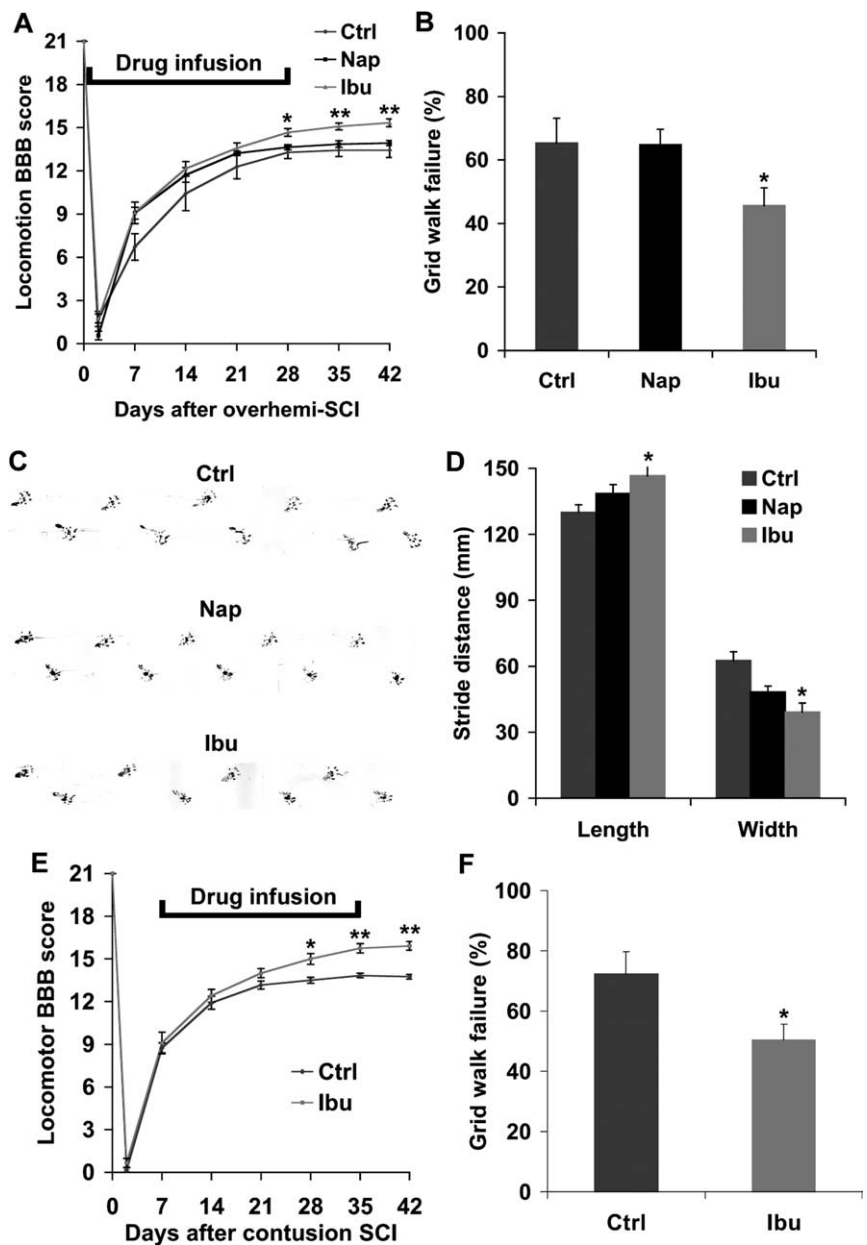 A
Locomotion BBB score
21
18
15
12
9
6
3
0
Drug infusion
Ctrl
Nap
Ibu
* ** **
0 7 14 21 28 35 42
Days after overhemi-SCI
B
Grid walk failure (%)
100
80
60
40
20
0
*
Ctrl Nap Ibu
C
Ctrl
Nap
Ibu
D
Stride distance (mm)
150
120
90
60
30
0
*
*
Ctrl
Nap
Ibu
Length Width
E
Locomotor BBB score
21
18
15
12
9
6
3
0
Drug infusion
* ** **
Ctrl
Ibu
0 7 14 21 28 35 42
Days after contusion SCI
F
Grid walk failure (%)
100
80
60
40
20
0
*
Ctrl Ibu